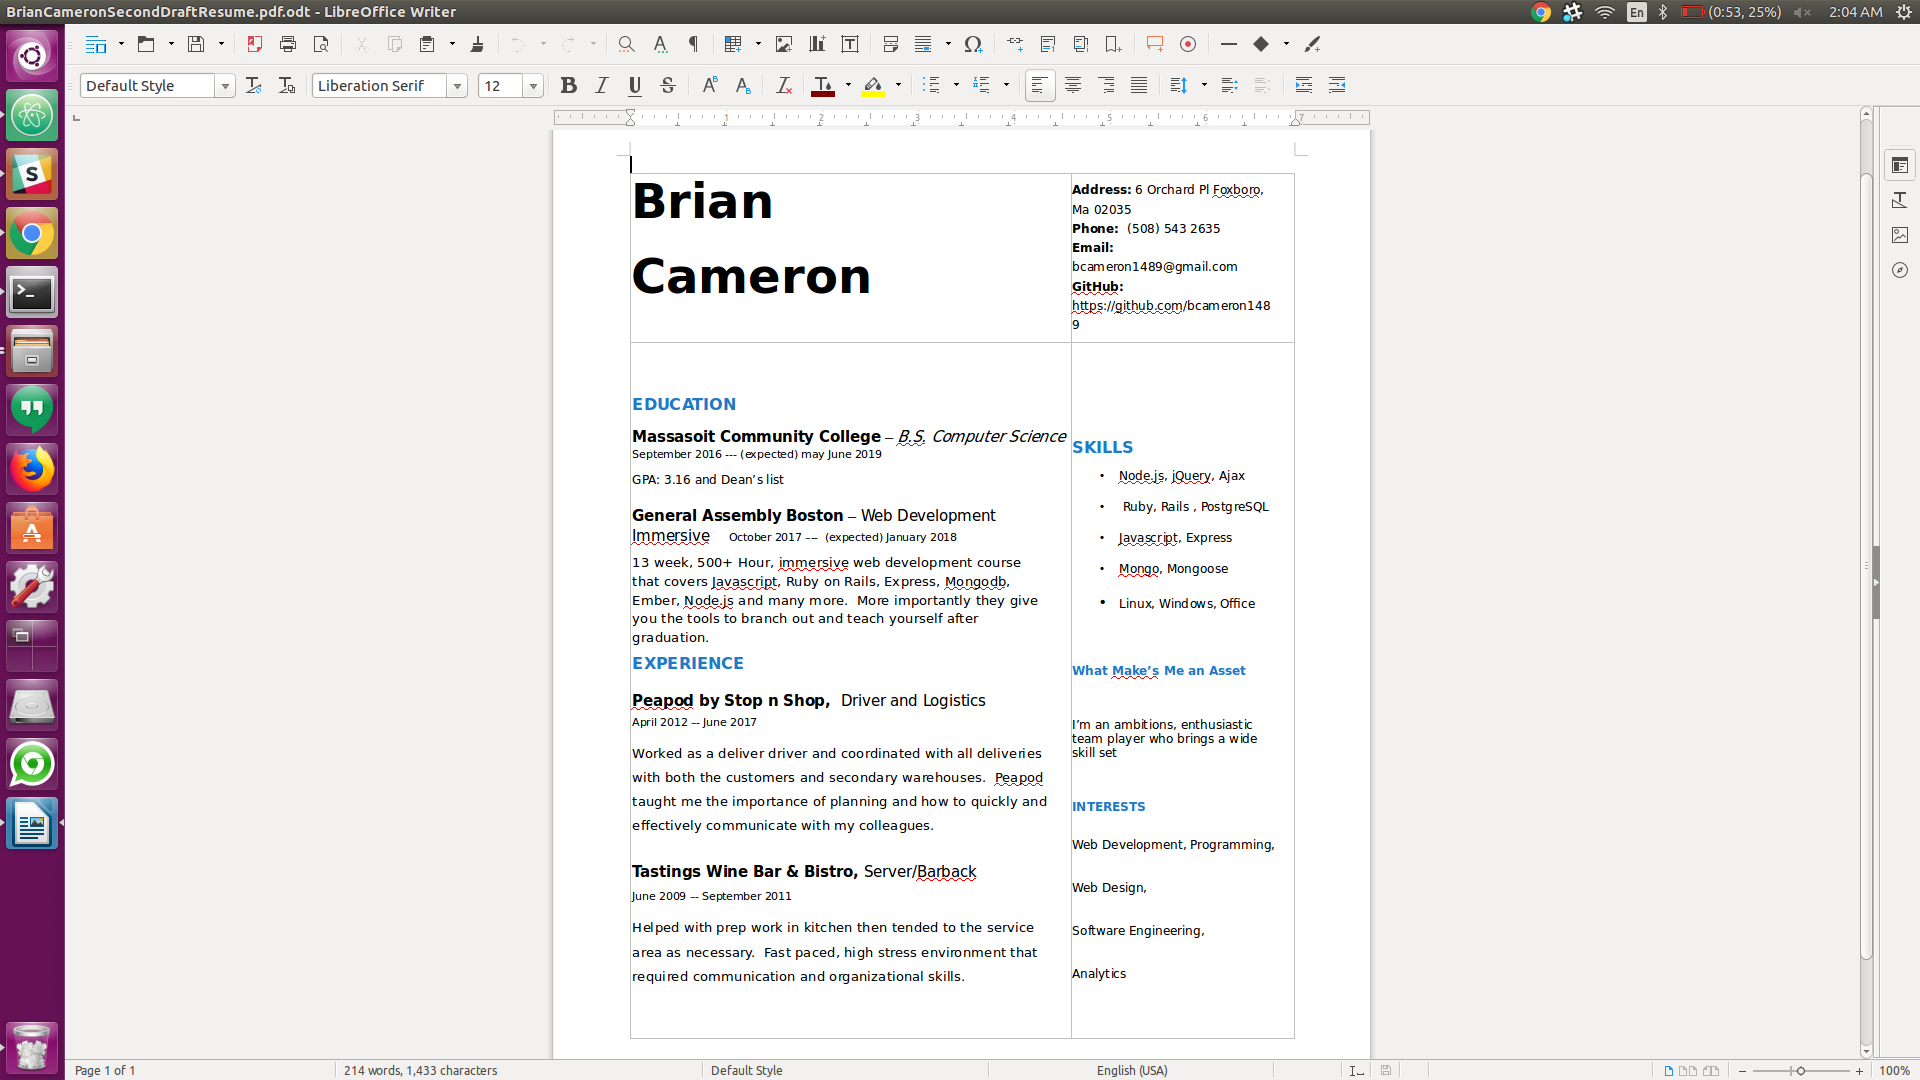 BrianCameronSecondDraftResume.pdf.odt - LibreOffice Writer
En
(0:53, 25%)
2:04 AM
Default Style
Liberation Serif
12
1 2 3 4 5 6 7
Brian
Cameron
Address: 6 Orchard Pl Foxboro,
Ma 02035
Phone:  (508) 543 2635
Email:
bcameron1489@gmail.com
GitHub:
https://github.com/bcameron148
9
EDUCATION
Massasoit Community College – B.S. Computer Science
September 2016 --- (expected) may June 2019
GPA: 3.16 and Dean’s list
General Assembly Boston – Web Development
Immersive    October 2017 ---  (expected) January 2018
13 week, 500+ Hour, immersive web development course
that covers Javascript, Ruby on Rails, Express, Mongodb,
Ember, Node.js and many more.  More importantly they give
you the tools to branch out and teach yourself after
graduation.
EXPERIENCE
Peapod by Stop n Shop,  Driver and Logistics
April 2012 -- June 2017
Worked as a deliver driver and coordinated with all deliveries
with both the customers and secondary warehouses.  Peapod
taught me the importance of planning and how to quickly and
effectively communicate with my colleagues.
Tastings Wine Bar & Bistro, Server/Barback
June 2009 -- September 2011
Helped with prep work in kitchen then tended to the service
area as necessary.  Fast paced, high stress environment that
required communication and organizational skills.
SKILLS
• Node.js, jQuery, Ajax
• Ruby, Rails , PostgreSQL
• Javascript, Express
• Mongo, Mongoose
• Linux, Windows, Office
What Make’s Me an Asset
I’m an ambitions, enthusiastic
team player who brings a wide
skill set
INTERESTS
Web Development, Programming,
Web Design,
Software Engineering,
Analytics
Page 1 of 1
214 words, 1,433 characters
Default Style
English (USA)
100%